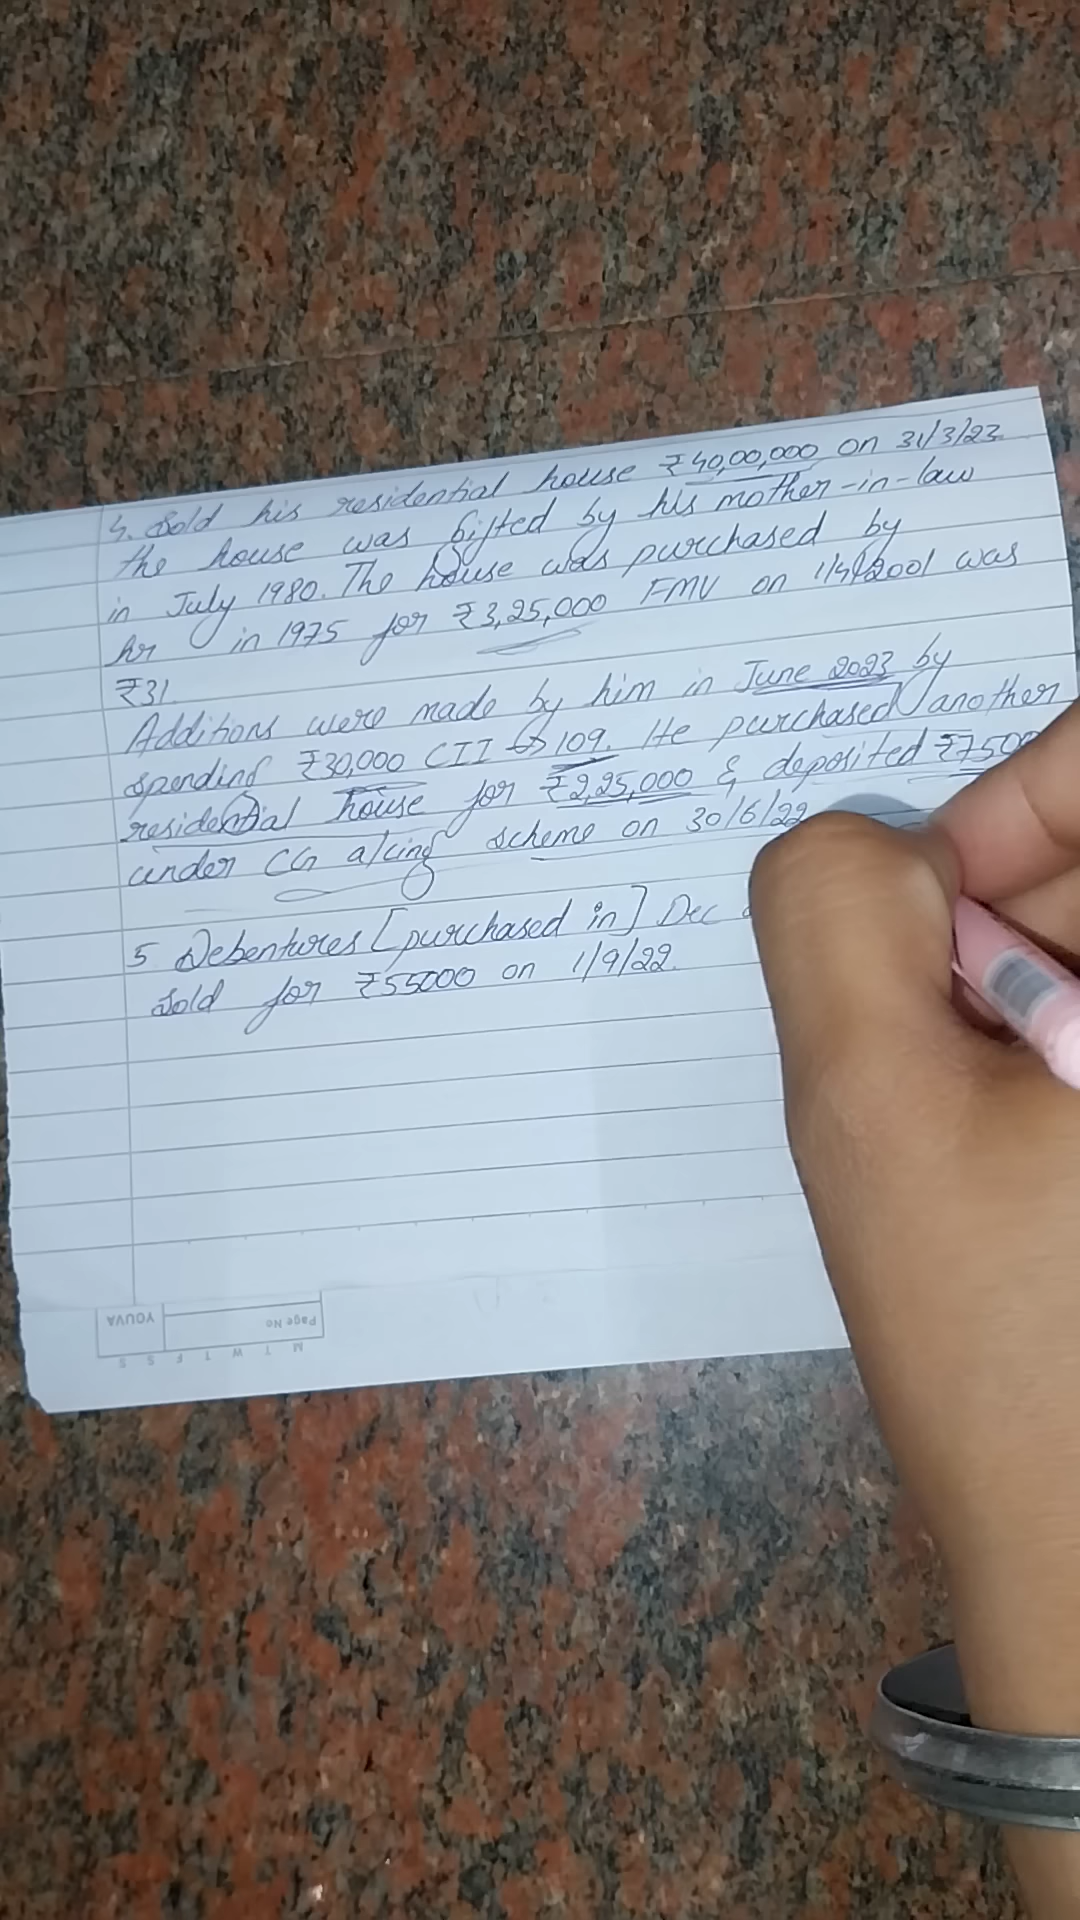 4. Sold his residential house ₹40,00,000 on 31/3/23
the house was gifted by his mother-in-law
in July 1980. The house was purchased by
hr in 1975 for ₹3,25,000 FMV on 1/4/2001 was
₹31
Additions were made by him in June 2023 by
spending ₹30,000 CII 109. He purchased another
residential house for ₹2,25,000 & deposited ₹7500
under CG a/cing scheme on 30/6/22
5 Debentures [purchased in] Dec
sold for ₹55000 on 1/9/22.
Page No
YOUVA
M T W T F S S